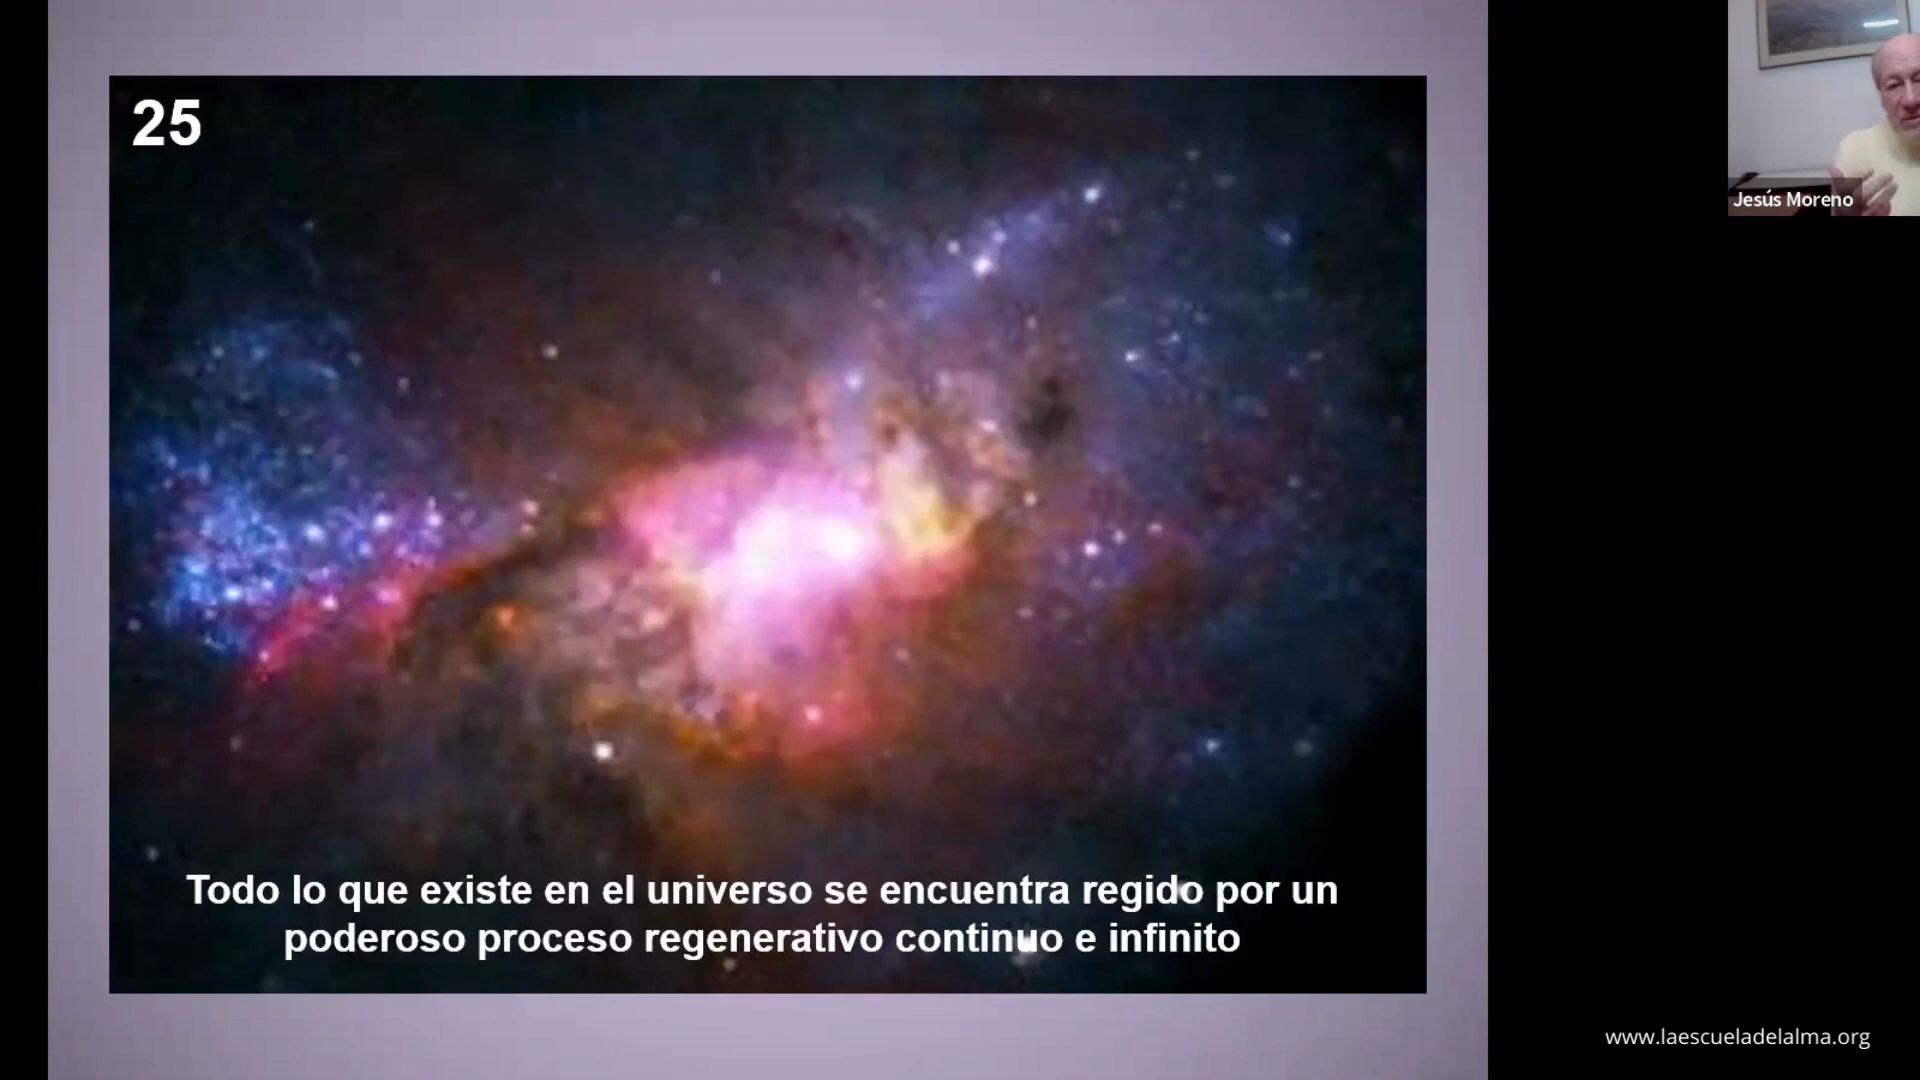 25
Jesús Moreno
Todo lo que existe en el universo se encuentra regido por un
poderoso proceso regenerativo continuo e infinito
www.laescueladelalma.org